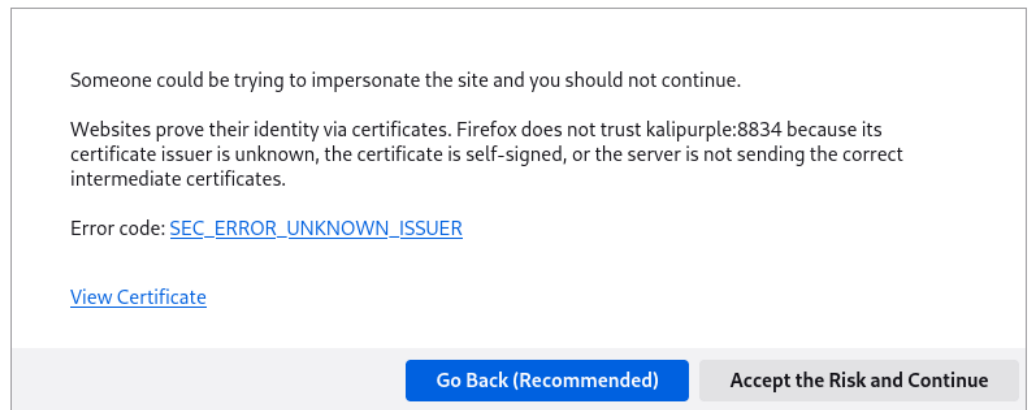 Someone could be trying to impersonate the site and you should not continue.
Websites prove their identity via certificates. Firefox does not trust kalipurple:8834 because its
certificate issuer is unknown, the certificate is self-signed, or the server is not sending the correct
intermediate certificates.
Error code: SEC_ERROR_UNKNOWN_ISSUER
View Certificate
Go Back (Recommended)
Accept the Risk and Continue